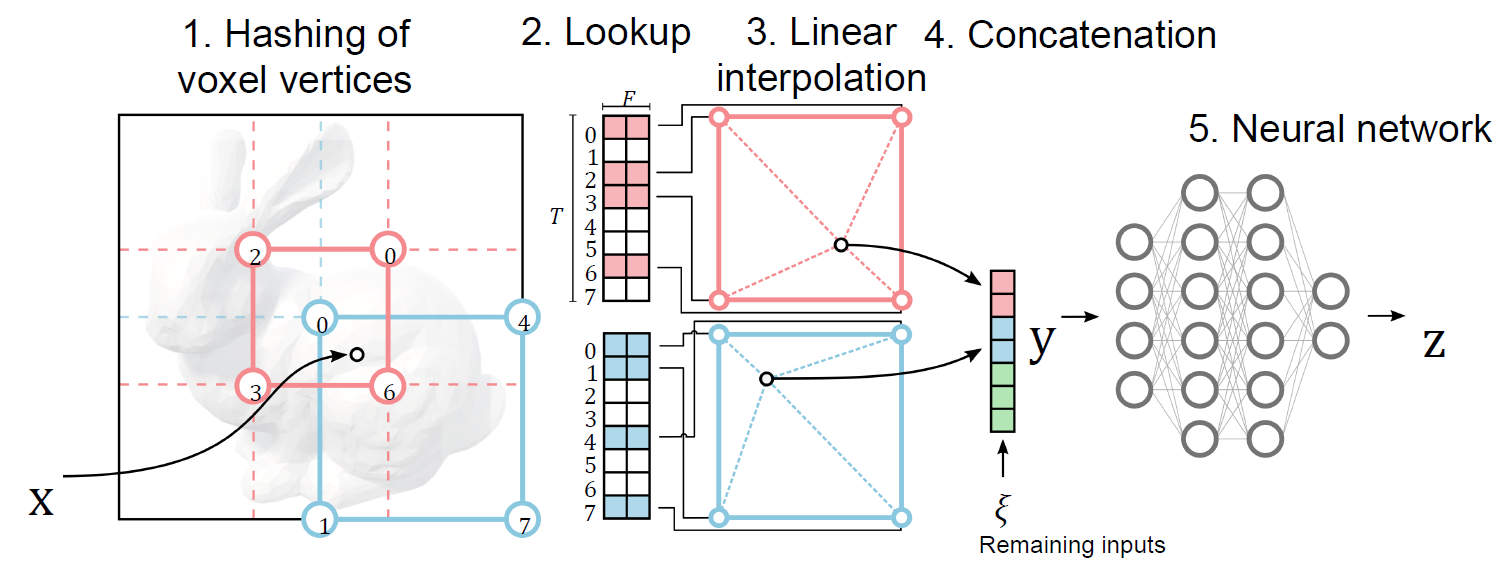 1. Hashing of
voxel vertices
2. Lookup
3. Linear
interpolation
4. Concatenation
5. Neural network
2
0
0
4
3
6
1
7
x
F
T
0
1
2
3
4
5
6
7
0
1
2
3
4
5
6
7
y
z
ξ
Remaining inputs